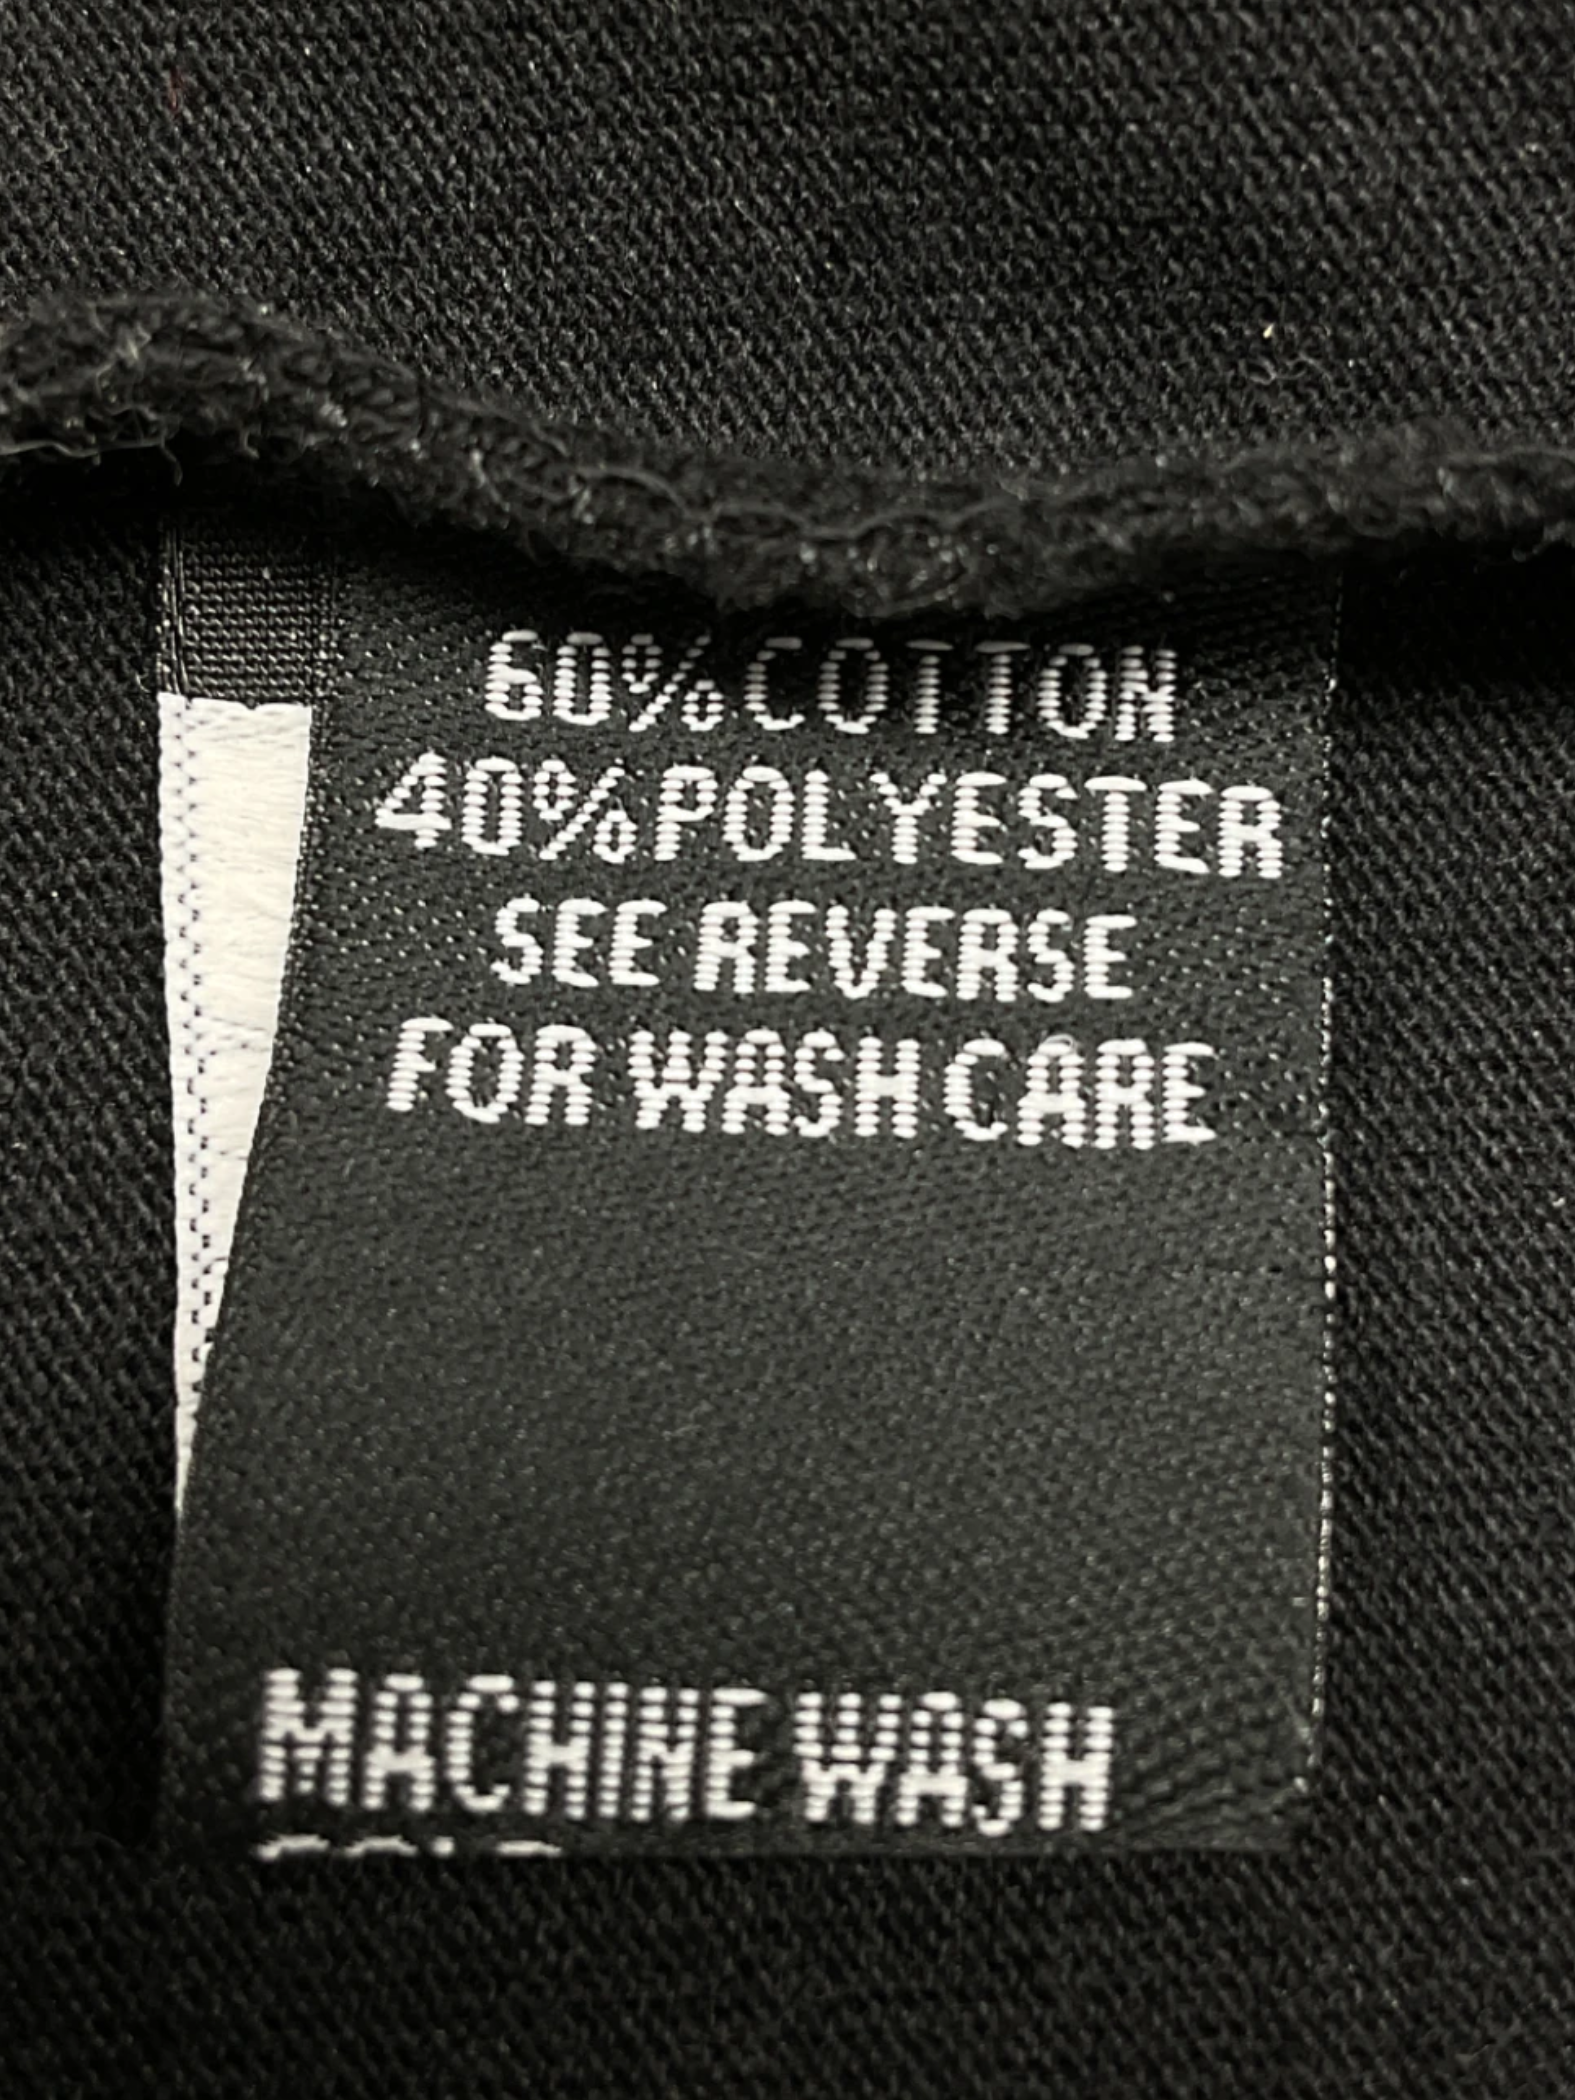 60% COTTON
40% POLYESTER
SEE REVERSE
FOR WASH CARE
MACHINE WASH